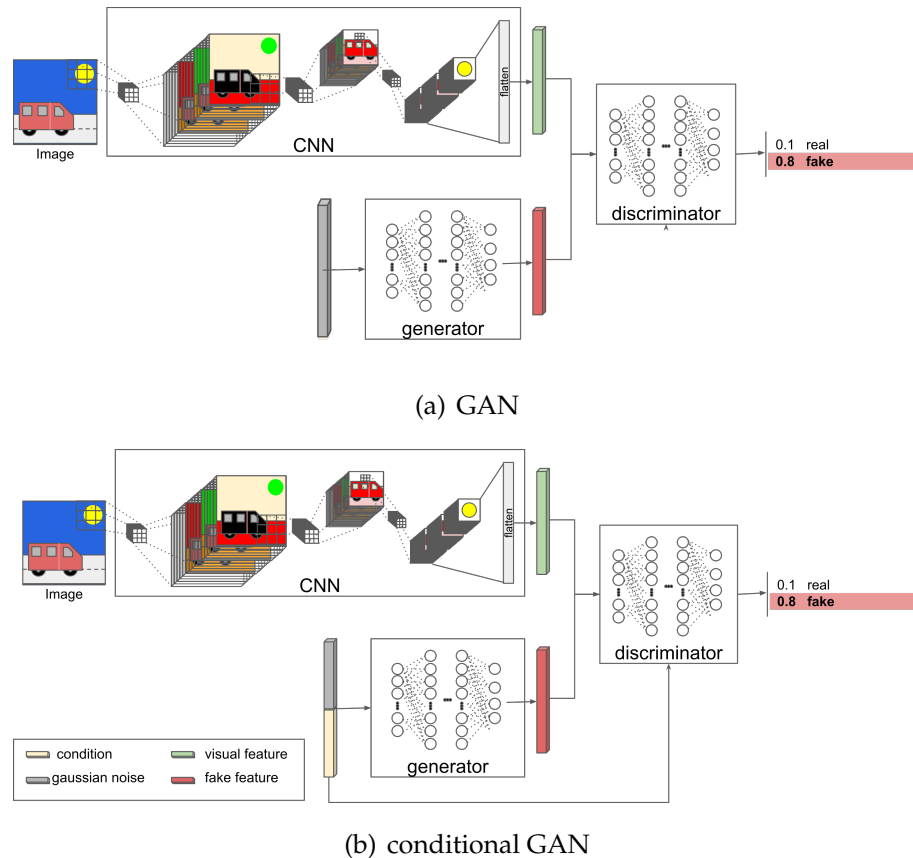 Image
CNN
flatten
generator
discriminator
0.1 real
0.8 fake
(a) GAN
Image
CNN
flatten
generator
discriminator
0.1 real
0.8 fake
condition
visual feature
gaussian noise
fake feature
(b) conditional GAN